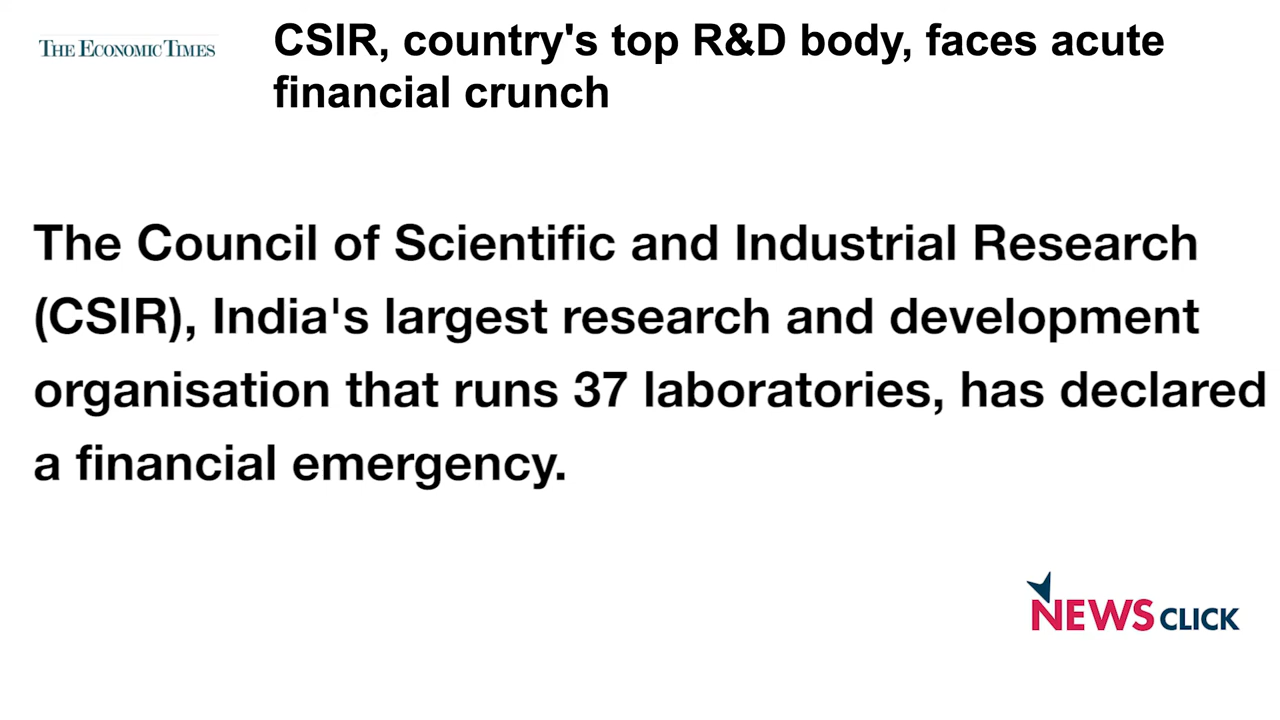 THE ECONOMIC TIMES
CSIR, country's top R&D body, faces acute
financial crunch
The Council of Scientific and Industrial Research
(CSIR), India's largest research and development
organisation that runs 37 laboratories, has declared
a financial emergency.
NEWS CLICK